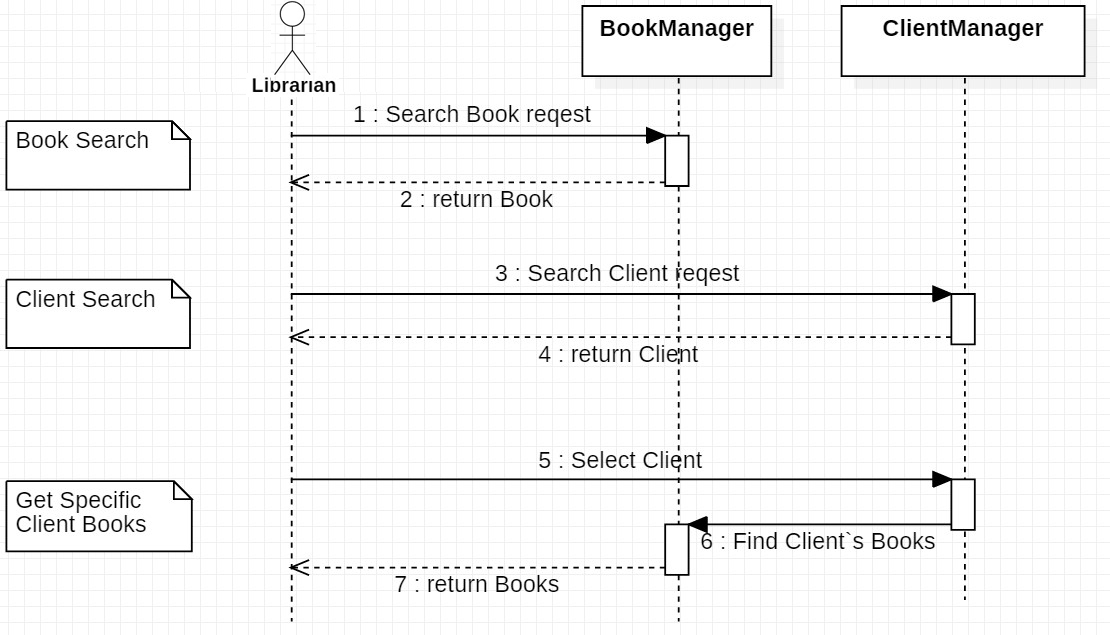 Librarian
BookManager
ClientManager
Book Search
1 : Search Book reqest
2 : return Book
Client Search
3 : Search Client reqest
4 : return Client
Get Specific
Client Books
5 : Select Client
6 : Find Client`s Books
7 : return Books